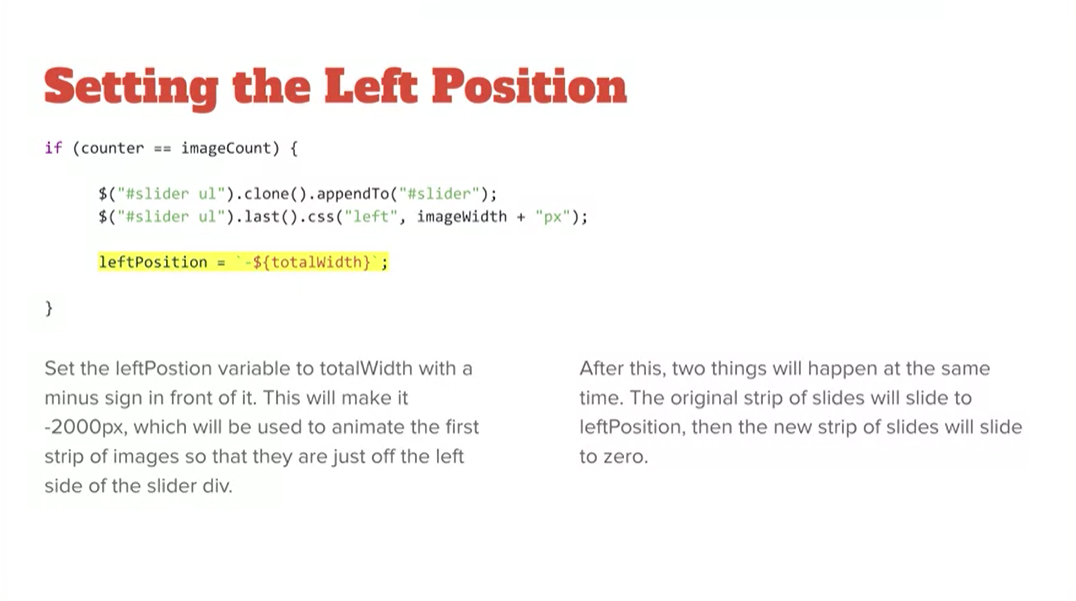 Setting the Left Position
if (counter == imageCount) {
$("#slider ul").clone().appendTo("#slider");
$("#slider ul").last().css("left", imageWidth + "px");
leftPosition = `-${totalWidth}`;
}
Set the leftPostion variable to totalWidth with a
minus sign in front of it. This will make it
-2000px, which will be used to animate the first
strip of images so that they are just off the left
side of the slider div.
After this, two things will happen at the same
time. The original strip of slides will slide to
leftPosition, then the new strip of slides will slide
to zero.